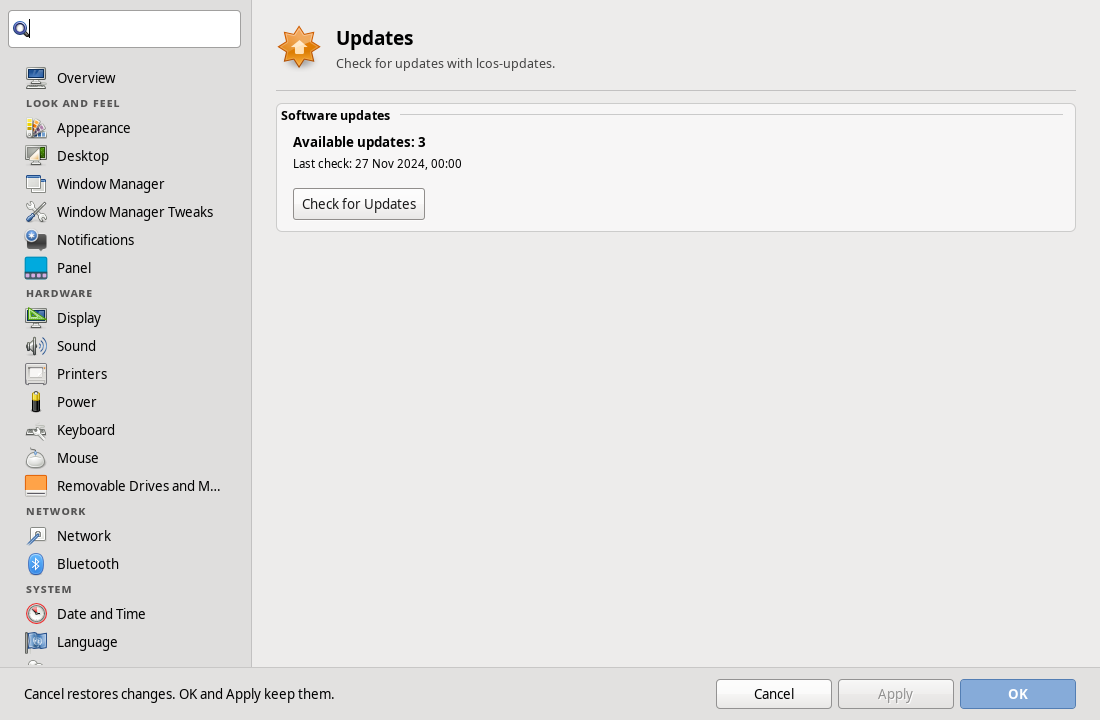 Overview
LOOK AND FEEL
Appearance
Desktop
Window Manager
Window Manager Tweaks
Notifications
Panel
HARDWARE
Display
Sound
Printers
Power
Keyboard
Mouse
Removable Drives and M...
NETWORK
Network
Bluetooth
SYSTEM
Date and Time
Language
Updates
Check for updates with lcos-updates.
Software updates
Available updates: 3
Last check: 27 Nov 2024, 00:00
Check for Updates
Cancel restores changes. OK and Apply keep them.
Cancel
Apply
OK